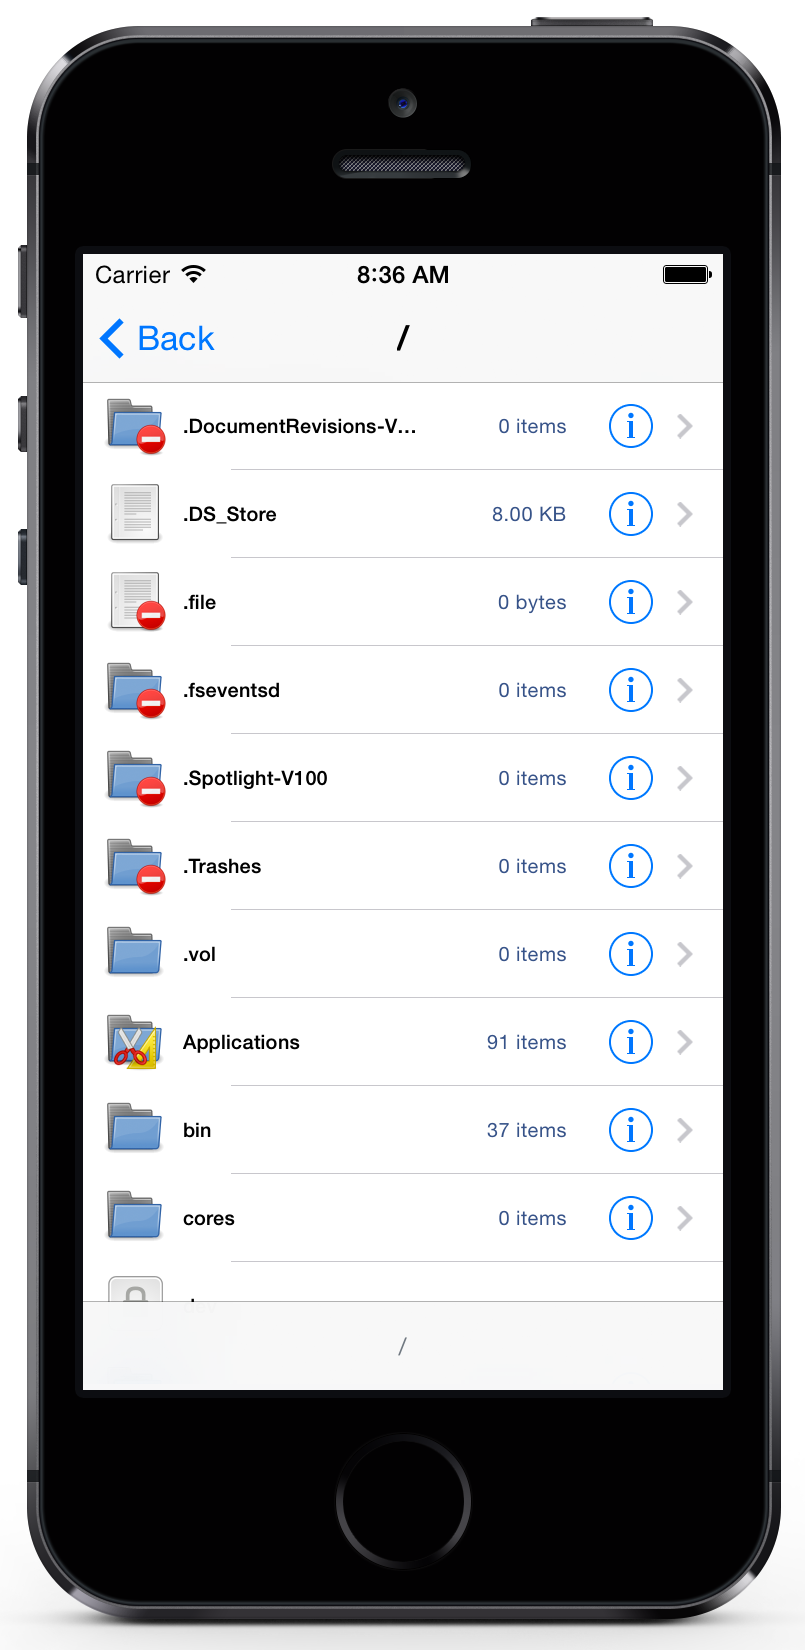 Carrier 8:36 AM
Back /
.DocumentRevisions-V... 0 items
.DS_Store 8.00 KB
.file 0 bytes
.fseventsd 0 items
.Spotlight-V100 0 items
.Trashes 0 items
.vol 0 items
Applications 91 items
bin 37 items
cores 0 items
/